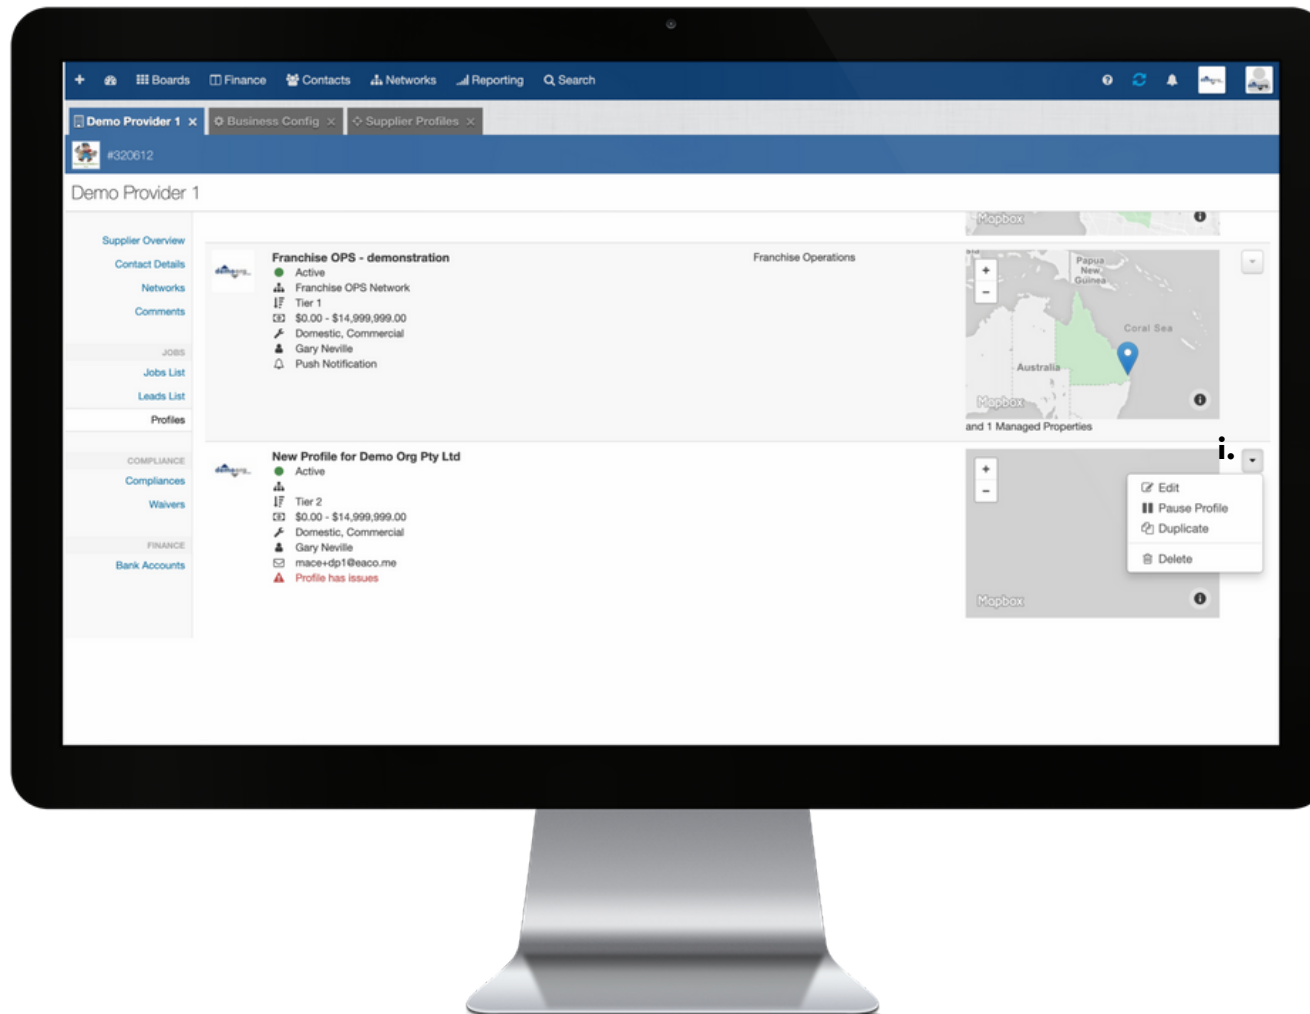 Boards Finance Contacts Networks Reporting Search
Demo Provider 1 × Business Config × Supplier Profiles ×
#320612
Demo Provider 1
Supplier Overview
Contact Details
Networks
Comments
JOBS
Jobs List
Leads List
Profiles
COMPLIANCE
Compliances
Waivers
FINANCE
Bank Accounts
Mapbox
Franchise OPS - demonstration
Active
Franchise OPS Network
Tier 1
$0.00 - $14,999,999.00
Domestic, Commercial
Gary Neville
Push Notification
Franchise Operations
+
−
Papua
New
Guinea
Coral Sea
Australia
Mapbox
and 1 Managed Properties
New Profile for Demo Org Pty Ltd
Active
Tier 2
$0.00 - $14,999,999.00
Domestic, Commercial
Gary Neville
mace+dp1@eaco.me
Profile has issues
+
−
Mapbox
i.
Edit
Pause Profile
Duplicate
Delete